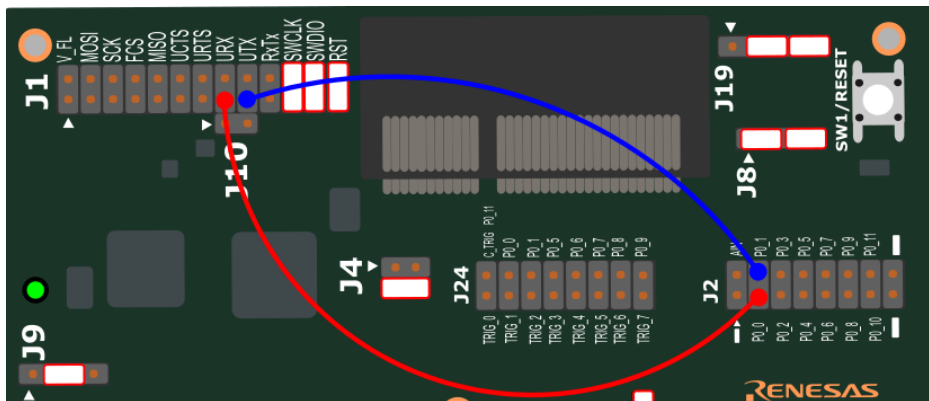 J1
V_FL
MOSI
SCK
FCS
MISO
UCTS
URTS
URX
UTX
RxTx
SWCLK
SWDIO
RST
J10
J19
SW1/RESET
J8
J4
J24
C_TRIG P0_11
P0_0
P0_1
P0_5
P0_6
P0_7
P0_8
P0_9
TRIG_0
TRIG_1
TRIG_2
TRIG_3
TRIG_4
TRIG_5
TRIG_6
TRIG_7
J2
P0_1
P0_3
P0_5
P0_7
P0_9
P0_11
P0_0
P0_2
P0_4
P0_6
P0_8
P0_10
J9
RENESAS